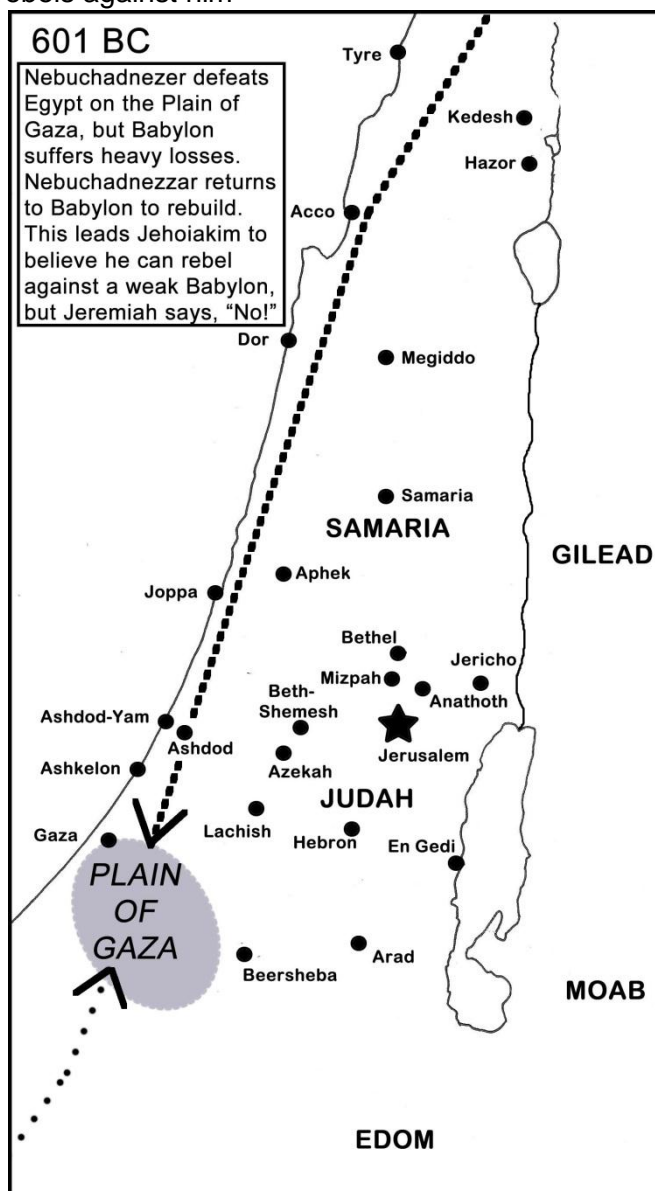 ebels against him
601 BC
Nebuchadnezer defeats
Egypt on the Plain of
Gaza, but Babylon
suffers heavy losses.
Nebuchadnezzar returns
to Babylon to rebuild.
This leads Jehoiakim to
believe he can rebel
against a weak Babylon,
but Jeremiah says, “No!”
Tyre
Kedesh
Hazor
Acco
Dor
Megiddo
Samaria
SAMARIA
GILEAD
Aphek
Joppa
Bethel
Mizpah
Jericho
Anathoth
Beth-
Shemesh
Ashdod-Yam
Ashdod
Jerusalem
Azekah
Ashkelon
JUDAH
Lachish
Hebron
Gaza
En Gedi
PLAIN
OF
GAZA
Arad
Beersheba
MOAB
EDOM